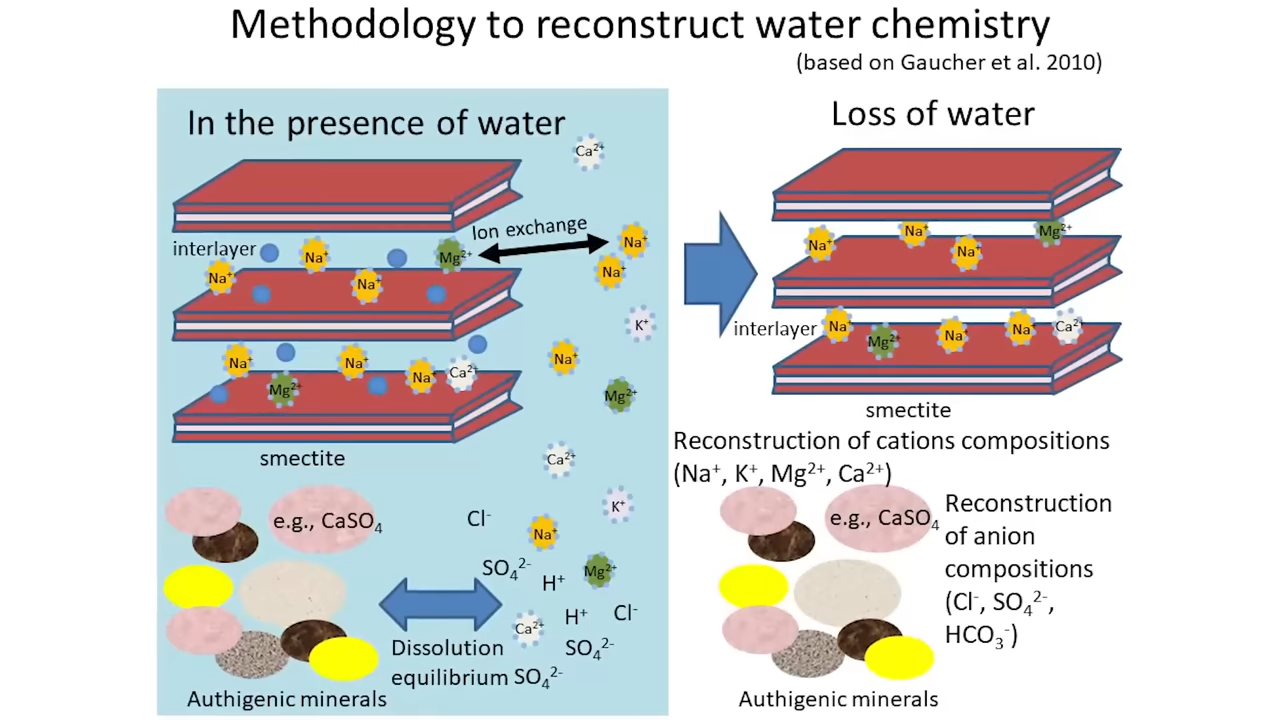 Methodology to reconstruct water chemistry
(based on Gaucher et al. 2010)
In the presence of water
Ca²⁺
interlayer
Na⁺
Na⁺
Na⁺
Mg²⁺
Ion exchange
Na⁺
Na⁺
K⁺
Na⁺
Mg²⁺
Na⁺
Na⁺
Na⁺
Ca²⁺
Mg²⁺
smectite
Ca²⁺
K⁺
e.g., CaSO₄
Cl⁻
Na⁺
SO₄²⁻
H⁺
Mg²⁺
Ca²⁺
H⁺
Cl⁻
SO₄²⁻
Dissolution
equilibrium SO₄²⁻
Authigenic minerals
Loss of water
Na⁺
Na⁺
Na⁺
Mg²⁺
interlayer
Na⁺
Mg²⁺
Na⁺
Na⁺
Ca²⁺
smectite
Reconstruction of cations compositions
(Na⁺, K⁺, Mg²⁺, Ca²⁺)
e.g., CaSO₄
Reconstruction
of anion
compositions
(Cl⁻, SO₄²⁻,
HCO₃⁻)
Authigenic minerals